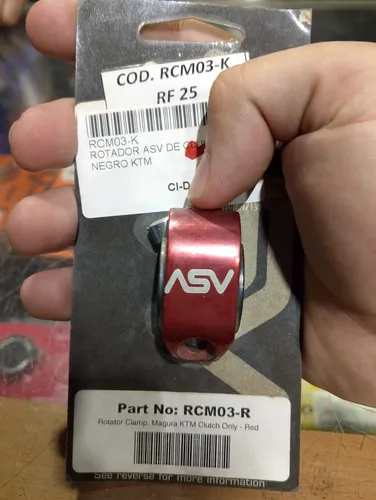 COD. RCM03-K
RF 25
RCM03-K
ROTADOR ASV DE
NEGRO KTM
CI-D
ASV
Part No: RCM03-R
Rotator Clamp, Magura KTM Clutch Only - Red
See reverse for more information